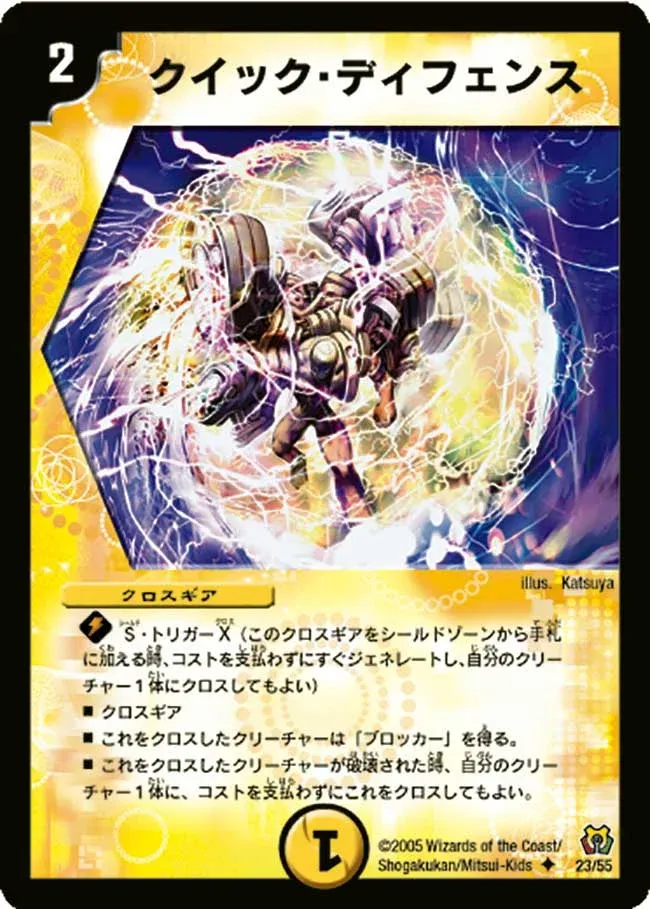 2
クイック・ディフェンス
illus. Katsuya
クロスギア
S・トリガーX（このクロスギアをシールドゾーンから手札
に加える時、コストを支払わずにすぐジェネレートし、自分のクリー
チャー１体にクロスしてもよい）
■ クロスギア
■ これをクロスしたクリーチャーは「ブロッカー」を得る。
■ これをクロスしたクリーチャーが破壊された時、自分のクリー
チャー１体に、コストを支払わずにこれをクロスしてもよい。
1
©2005 Wizards of the Coast/
Shogakukan/Mitsui-Kids
23/55